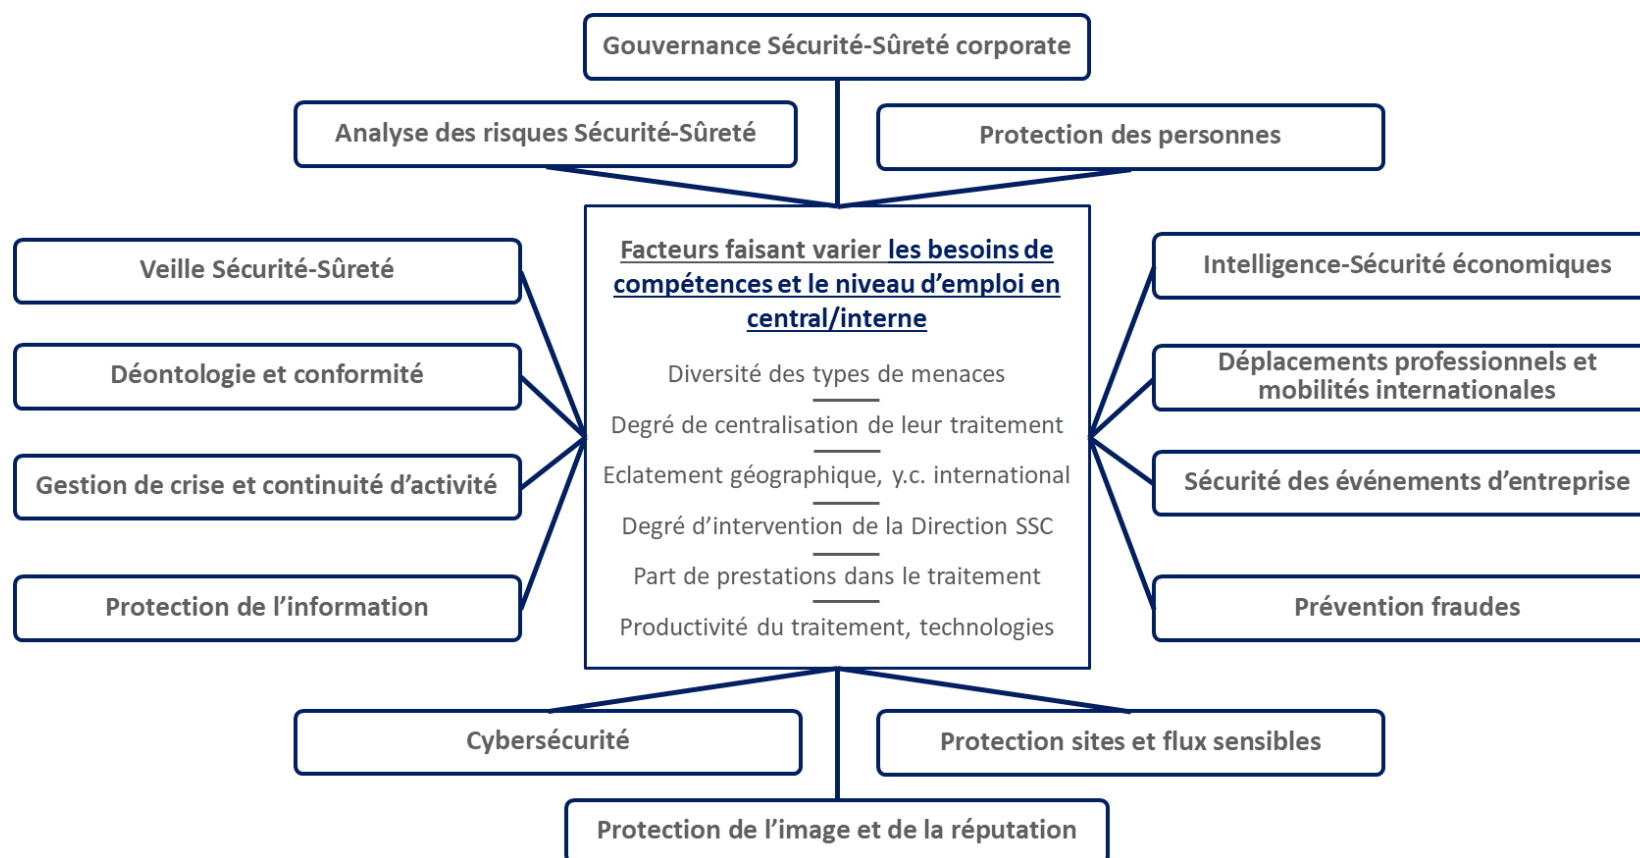 Gouvernance Sécurité-Sûreté corporate
Analyse des risques Sécurité-Sûreté
Protection des personnes
Veille Sécurité-Sûreté
Déontologie et conformité
Gestion de crise et continuité d’activité
Protection de l’information
Facteurs faisant varier les besoins de
compétences et le niveau d’emploi en
central/interne
Diversité des types de menaces
Degré de centralisation de leur traitement
Eclatement géographique, y.c. international
Degré d’intervention de la Direction SSC
Part de prestations dans le traitement
Productivité du traitement, technologies
Intelligence-Sécurité économiques
Déplacements professionnels et
mobilités internationales
Sécurité des événements d’entreprise
Prévention fraudes
Cybersécurité
Protection sites et flux sensibles
Protection de l’image et de la réputation